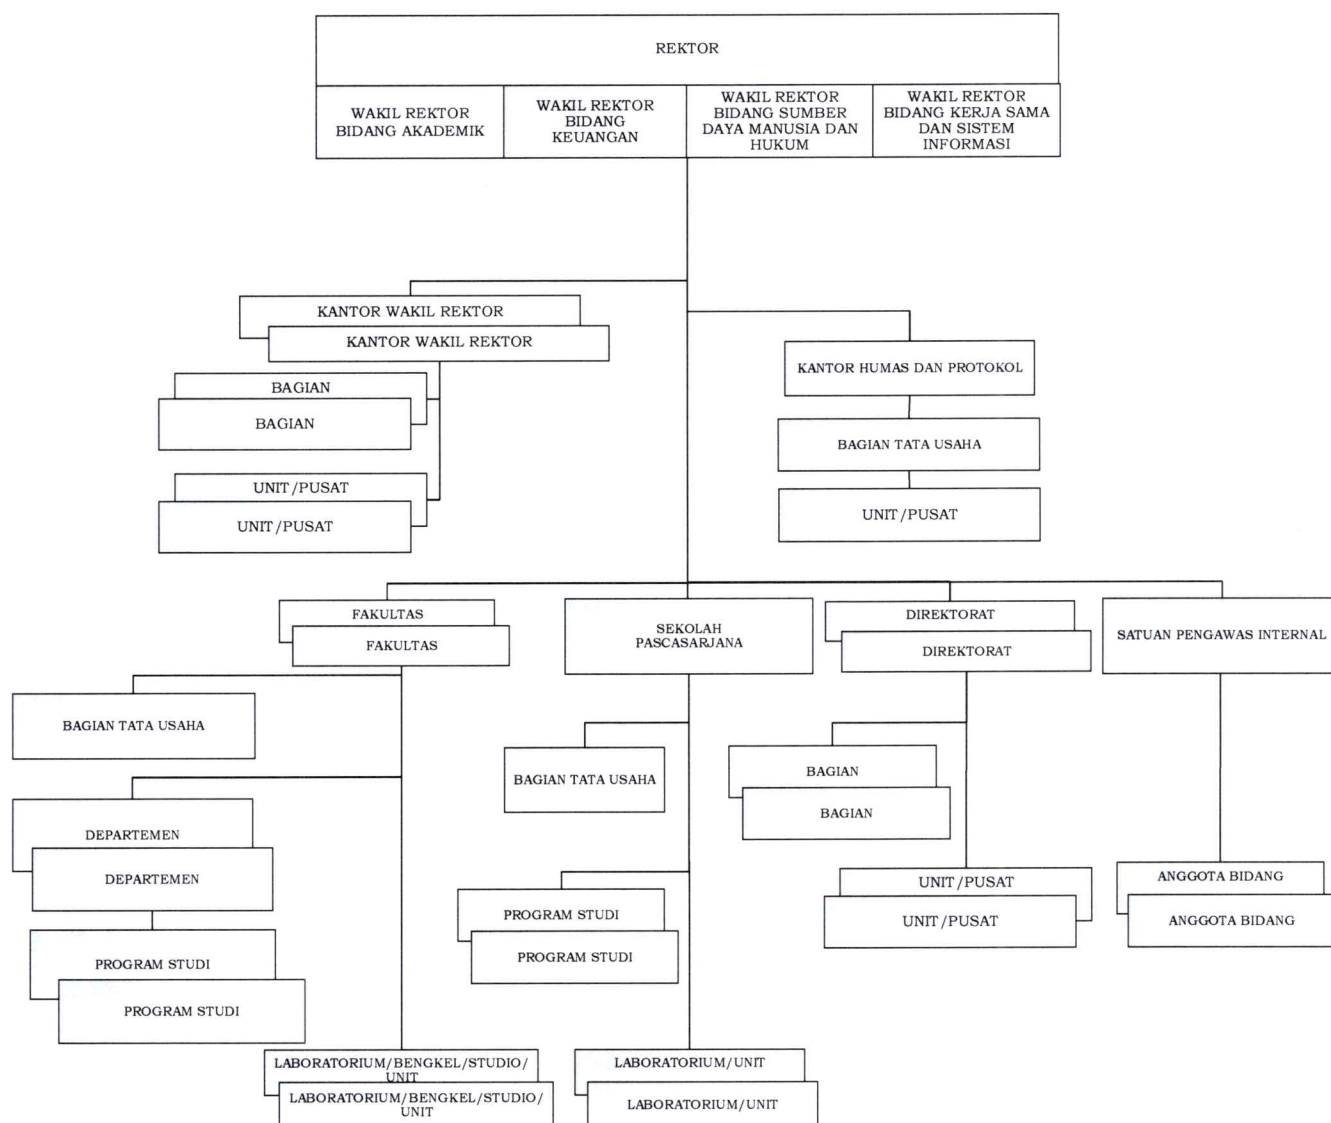 REKTOR
WAKIL REKTOR
BIDANG AKADEMIK
WAKIL REKTOR
BIDANG
KEUANGAN
WAKIL REKTOR
BIDANG SUMBER
DAYA MANUSIA DAN
HUKUM
WAKIL REKTOR
BIDANG KERJA SAMA
DAN SISTEM
INFORMASI
KANTOR WAKIL REKTOR
KANTOR WAKIL REKTOR
BAGIAN
BAGIAN
UNIT/PUSAT
UNIT/PUSAT
KANTOR HUMAS DAN PROTOKOL
BAGIAN TATA USAHA
UNIT/PUSAT
FAKULTAS
FAKULTAS
BAGIAN TATA USAHA
DEPARTEMEN
DEPARTEMEN
PROGRAM STUDI
PROGRAM STUDI
LABORATORIUM/BENGKEL/STUDIO/
UNIT
LABORATORIUM/BENGKEL/STUDIO/
UNIT
SEKOLAH
PASCASARJANA
BAGIAN TATA USAHA
PROGRAM STUDI
PROGRAM STUDI
LABORATORIUM/UNIT
LABORATORIUM/UNIT
DIREKTORAT
DIREKTORAT
BAGIAN
BAGIAN
UNIT/PUSAT
UNIT/PUSAT
SATUAN PENGAWAS INTERNAL
ANGGOTA BIDANG
ANGGOTA BIDANG